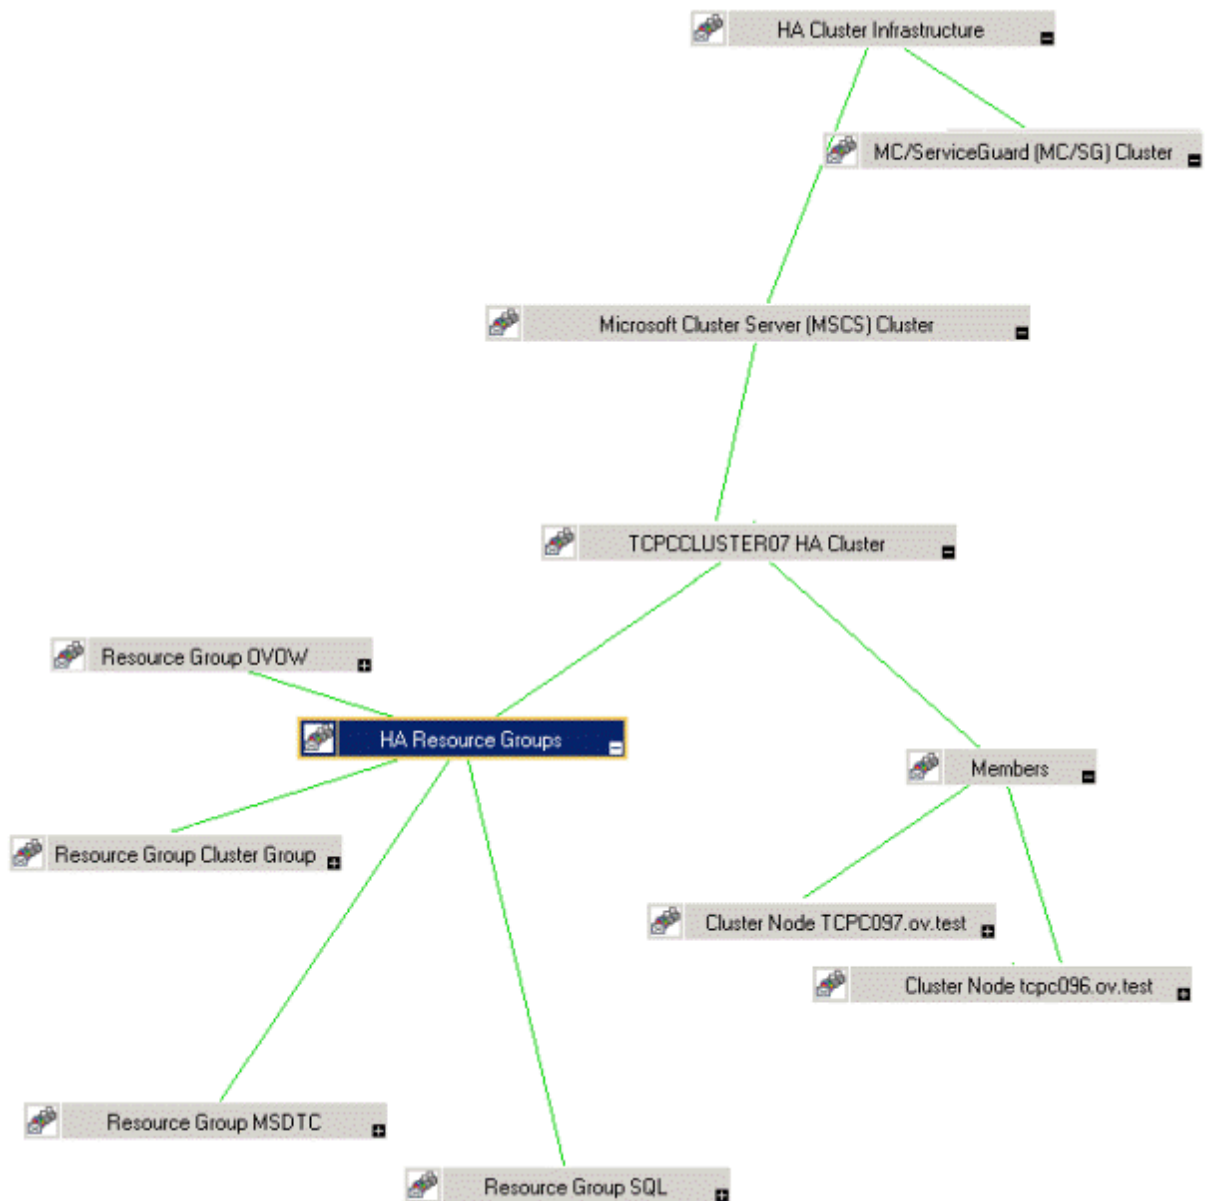 HA Cluster Infrastructure
MC/ServiceGuard (MC/SG) Cluster
Microsoft Cluster Server (MSCS) Cluster
TCPCCLUSTER07 HA Cluster
Resource Group OVOW
HA Resource Groups
Members
Resource Group Cluster Group
Cluster Node TCPC097.ov.test
Cluster Node tcpc096.ov.test
Resource Group MSDTC
Resource Group SQL